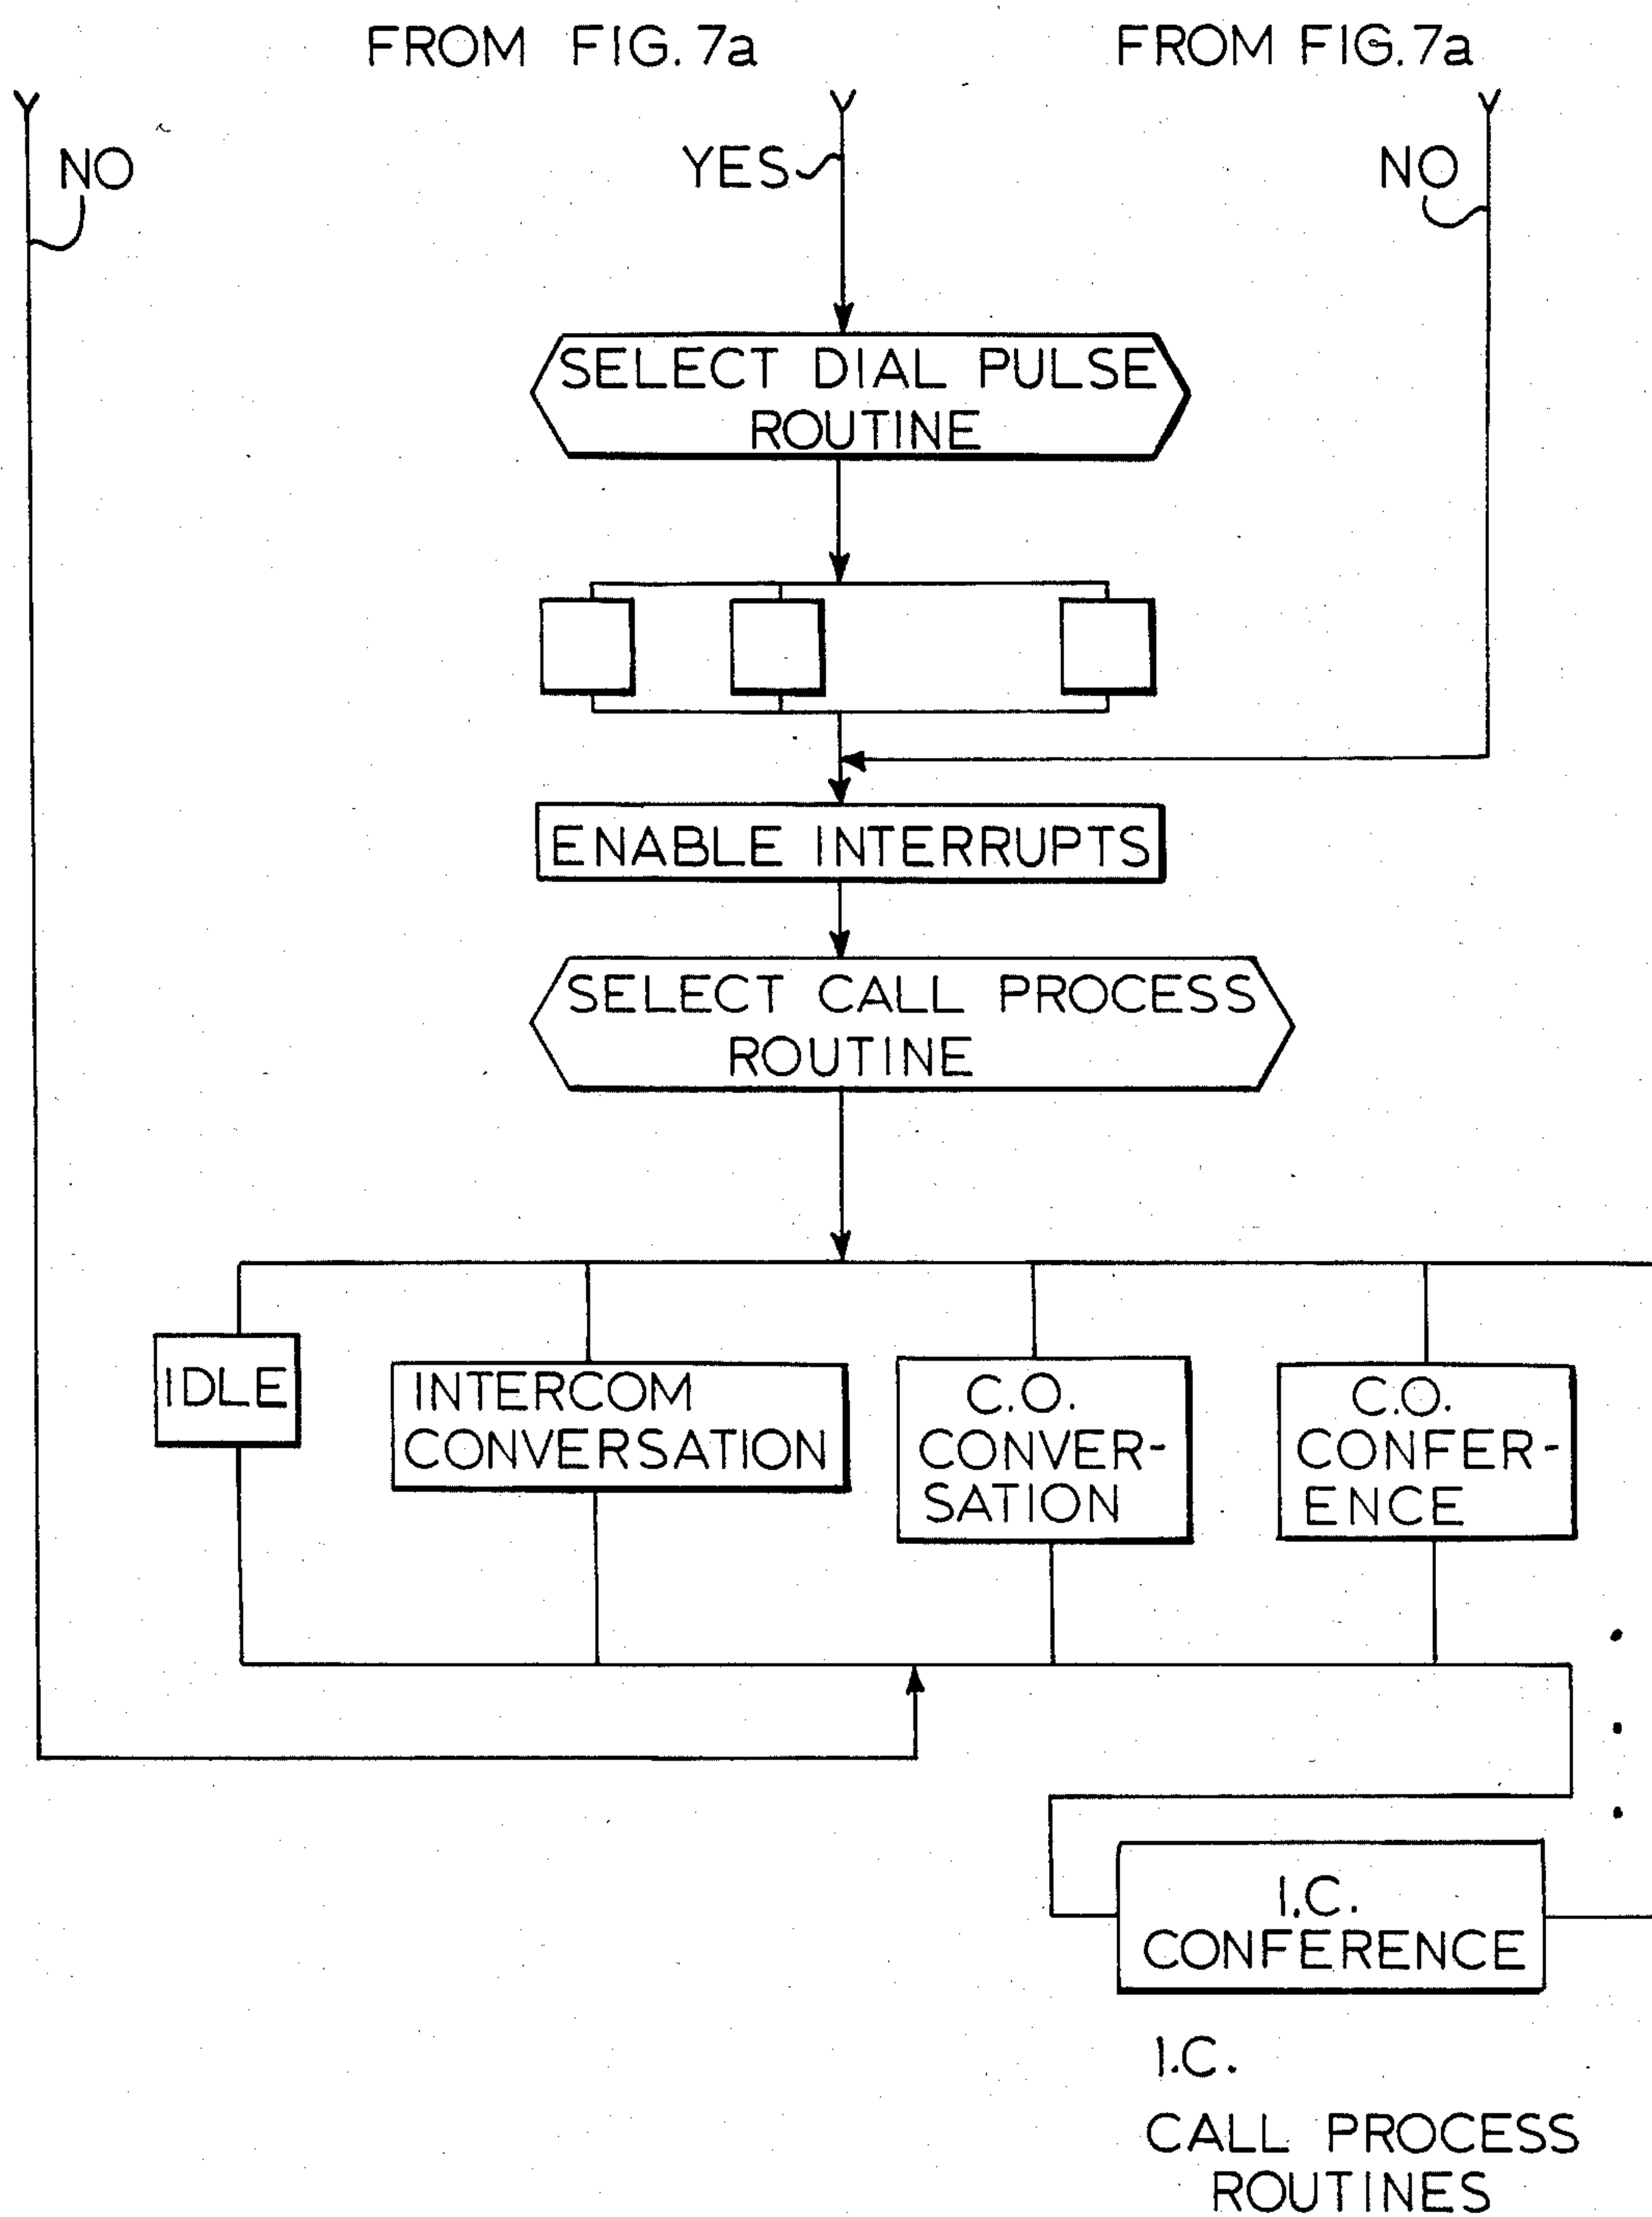 FROM FIG. 7a
FROM FIG. 7a
NO
YES
NO
SELECT DIAL PULSE
ROUTINE
ENABLE INTERRUPTS
SELECT CALL PROCESS
ROUTINE
IDLE
INTERCOM
CONVERSATION
C.O.
CONVER-
SATION
C.O.
CONFER-
ENCE
I.C.
CONFERENCE
I.C.
CALL PROCESS
ROUTINES